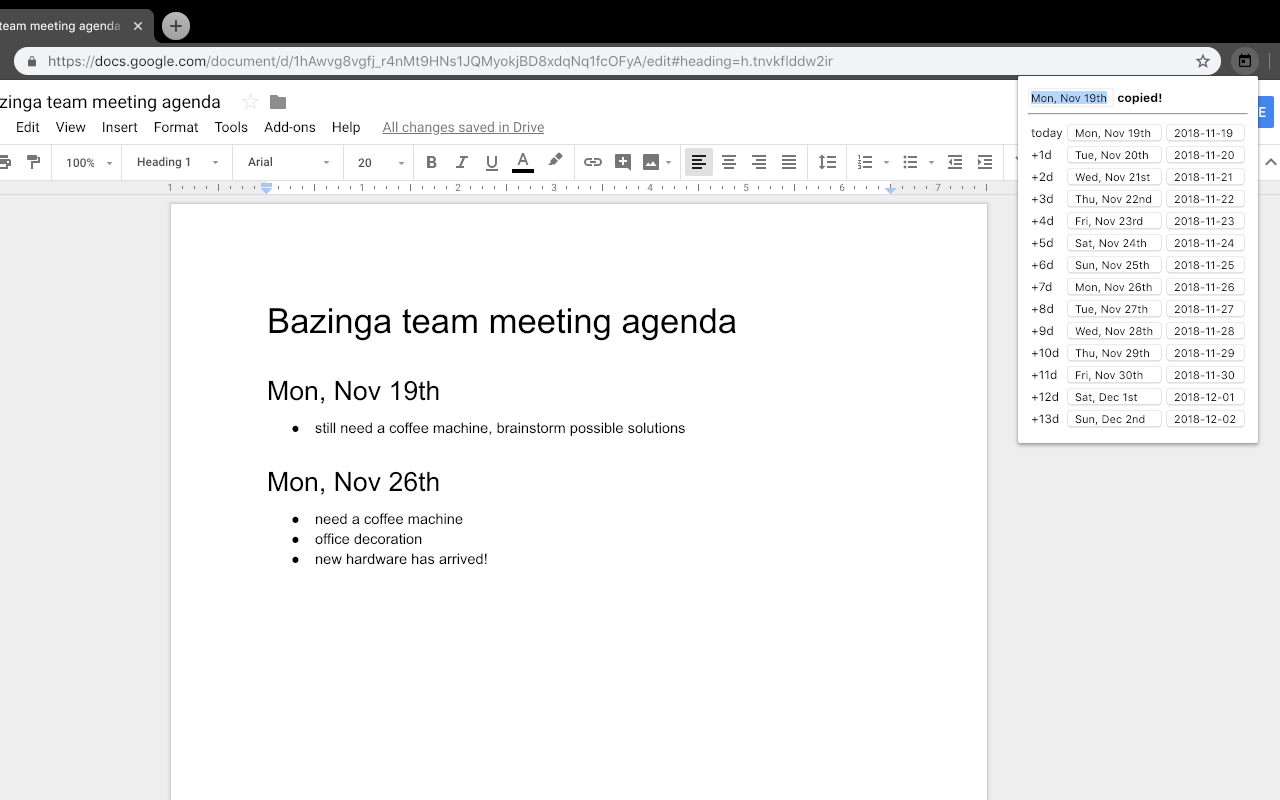 team meeting agenda
https://docs.google.com/document/d/1hAwvg8vgfj_r4nMt9HNs1JQMyokjBD8xdqNq1fcOFyA/edit#heading=h.tnvkflddw2ir
zinga team meeting agenda
Edit View Insert Format Tools Add-ons Help All changes saved in Drive
100% Heading 1 Arial 20 B I U A
1 1 2 3 4 5 6 7
Bazinga team meeting agenda
Mon, Nov 19th
● still need a coffee machine, brainstorm possible solutions
Mon, Nov 26th
● need a coffee machine
● office decoration
● new hardware has arrived!
Mon, Nov 19th copied!
E
today Mon, Nov 19th 2018-11-19
+1d Tue, Nov 20th 2018-11-20
+2d Wed, Nov 21st 2018-11-21
+3d Thu, Nov 22nd 2018-11-22
+4d Fri, Nov 23rd 2018-11-23
+5d Sat, Nov 24th 2018-11-24
+6d Sun, Nov 25th 2018-11-25
+7d Mon, Nov 26th 2018-11-26
+8d Tue, Nov 27th 2018-11-27
+9d Wed, Nov 28th 2018-11-28
+10d Thu, Nov 29th 2018-11-29
+11d Fri, Nov 30th 2018-11-30
+12d Sat, Dec 1st 2018-12-01
+13d Sun, Dec 2nd 2018-12-02